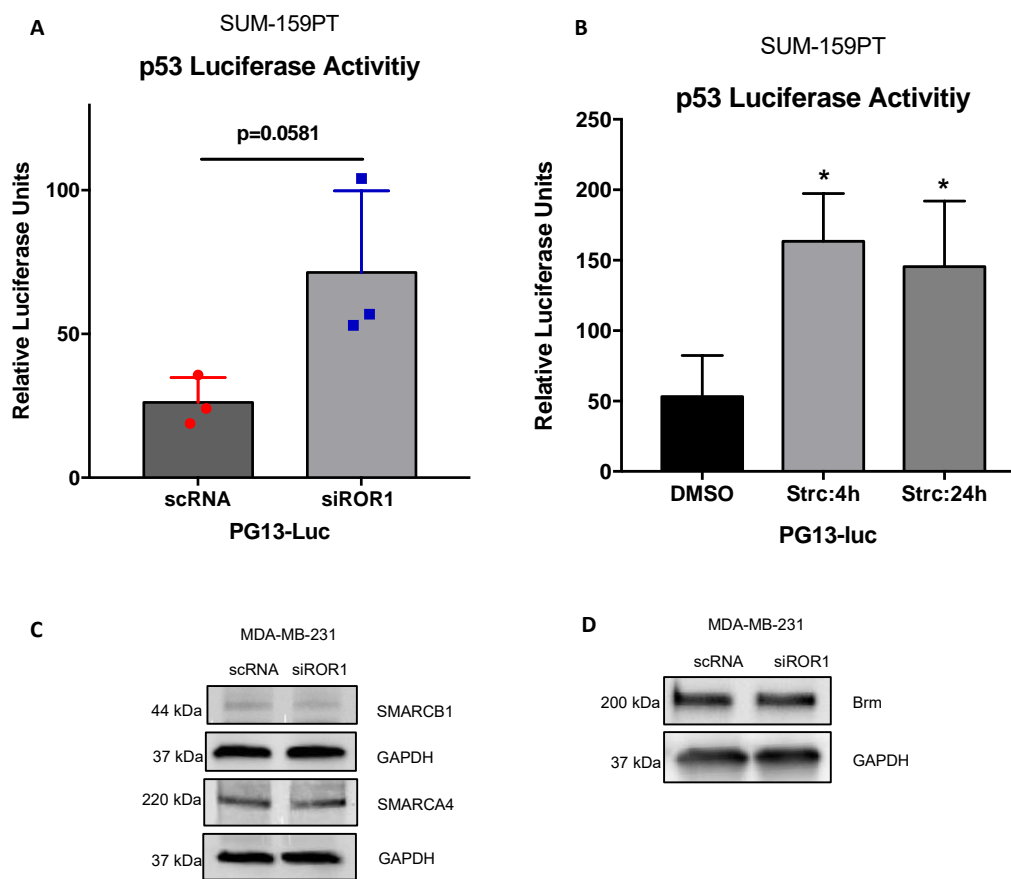 A
SUM-159PT
p53 Luciferase Activitiy
p=0.0581
Relative Luciferase Units
100
50
0
scRNA
siROR1
PG13-Luc
B
SUM-159PT
p53 Luciferase Activitiy
Relative Luciferase Units
250
200
150
100
50
0
*
*
DMSO
Strc:4h
Strc:24h
PG13-luc
C
MDA-MB-231
scRNA siROR1
44 kDa
SMARCB1
37 kDa
GAPDH
220 kDa
SMARCA4
37 kDa
GAPDH
D
MDA-MB-231
scRNA siROR1
200 kDa
Brm
37 kDa
GAPDH